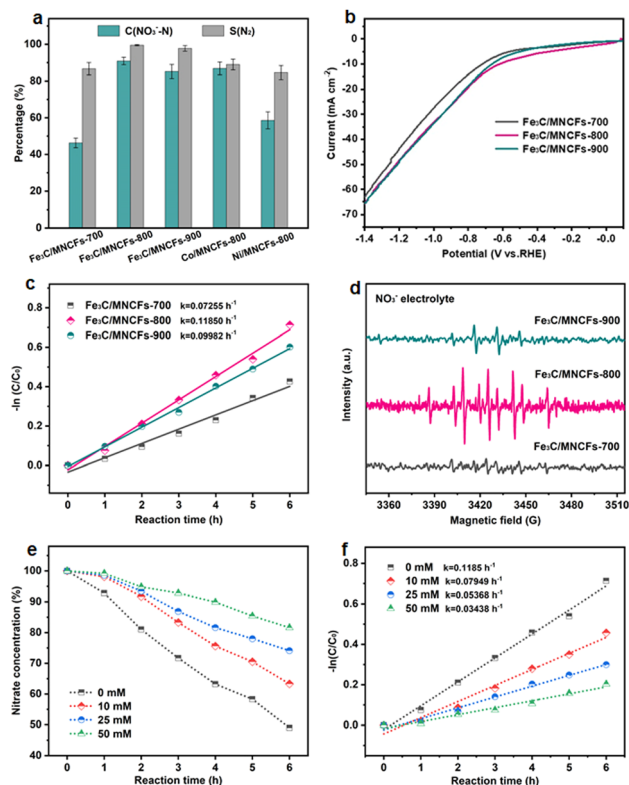 a
C(NO₃⁻-N) S(N₂)
Percentage (%)
100
80
60
40
20
0
Fe₃C/MNCFs-700
Fe₃C/MNCFs-800
Fe₃C/MNCFs-900
Co/MNCFs-800
Ni/MNCFs-800
b
Current (mA cm⁻²)
0
-10
-20
-30
-40
-50
-60
-70
Fe₃C/MNCFs-700
Fe₃C/MNCFs-800
Fe₃C/MNCFs-900
-1.4 -1.2 -1.0 -0.8 -0.6 -0.4 -0.2 0.0
Potential (V vs.RHE)
c
-ln (C/C₀)
-0.8
0.6
0.4
0.2
0.0
Fe₃C/MNCFs-700 k=0.07255 h⁻¹
Fe₃C/MNCFs-800 k=0.11850 h⁻¹
Fe₃C/MNCFs-900 k=0.09982 h⁻¹
0 1 2 3 4 5 6
Reaction time (h)
d
NO₃⁻ electrolyte
Intensity (a.u.)
Fe₃C/MNCFs-900
Fe₃C/MNCFs-800
Fe₃C/MNCFs-700
3360 3390 3420 3450 3480 3510
Magnetic field (G)
e
Nitrate concentration (%)
100
90
80
70
60
50
40
0 mM
10 mM
25 mM
50 mM
0 1 2 3 4 5 6
Reaction time (h)
f
-ln(C/C₀)
0.8
0.6
0.4
0.2
0.0
0 mM k=0.1185 h⁻¹
10 mM k=0.07949 h⁻¹
25 mM k=0.05368 h⁻¹
50 mM k=0.03438 h⁻¹
0 1 2 3 4 5 6
Reaction time (h)